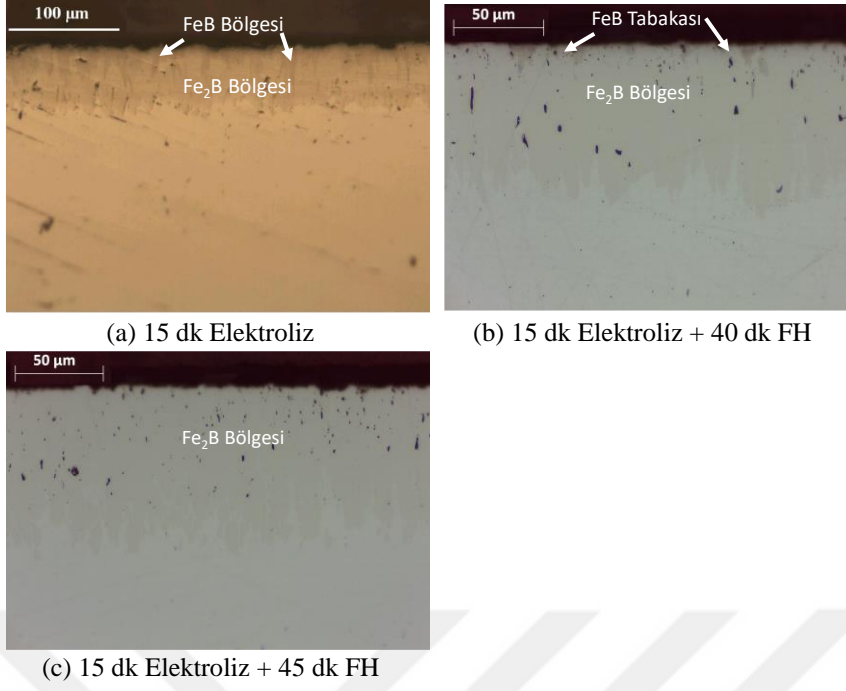 100 µm
FeB Bölgesi
Fe₂B Bölgesi
(a) 15 dk Elektroliz
50 µm
FeB Tabakası
Fe₂B Bölgesi
(b) 15 dk Elektroliz + 40 dk FH
50 µm
Fe₂B Bölgesi
(c) 15 dk Elektroliz + 45 dk FH